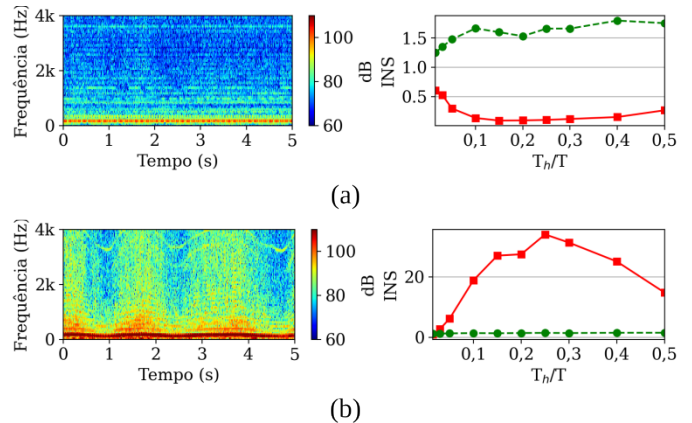 4k
2k
0
Frequência (Hz)
0 1 2 3 4 5
Tempo (s)
100
80
60
dB
1.5
1.0
0.5
INS
0,1 0,2 0,3 0,4 0,5
T_h/T
(a)
4k
2k
0
Frequência (Hz)
0 1 2 3 4 5
Tempo (s)
100
80
60
dB
20
0
INS
0,1 0,2 0,3 0,4 0,5
T_h/T
(b)